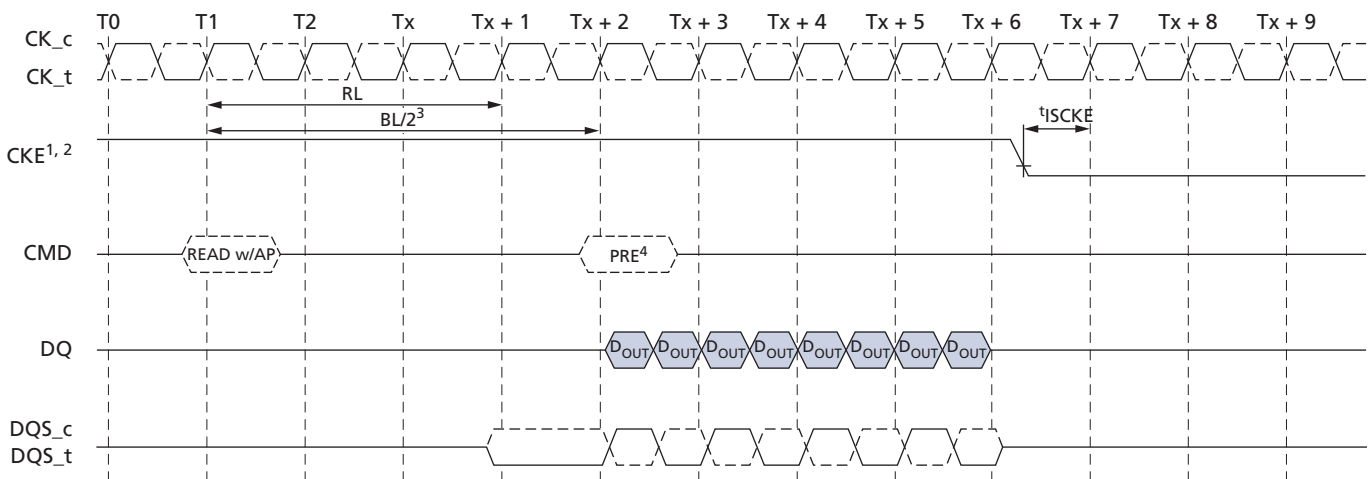 T0 T1 T2 Tx Tx + 1 Tx + 2 Tx + 3 Tx + 4 Tx + 5 Tx + 6 Tx + 7 Tx + 8 Tx + 9
CK_c
CK_t
RL
BL/2³
tISCKE
CKE1, 2
CMD
READ w/AP
PRE⁴
DQ
DOUT DOUT DOUT DOUT DOUT DOUT DOUT DOUT
DQS_c
DQS_t